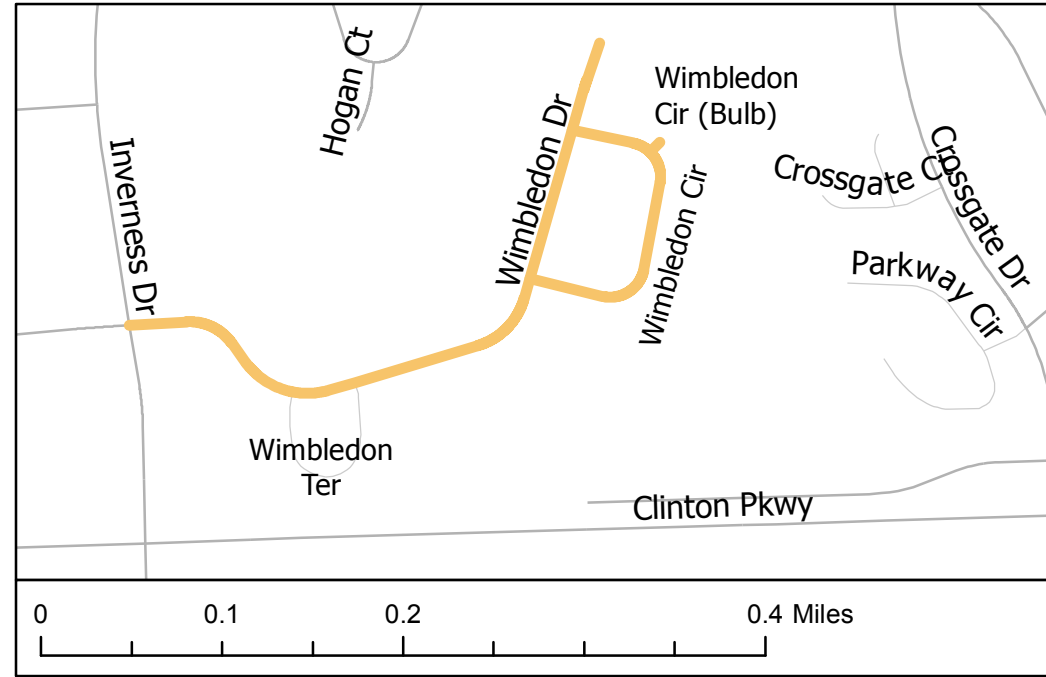 Hogan Ct
Wimbledon
Cir (Bulb)
Wimbledon Dr
Inverness Dr
Wimbledon Cir
Crossgate Ct
Crossgate Dr
Parkway Cir
Wimbledon
Ter
Clinton Pkwy
0
0.1
0.2
0.4 Miles